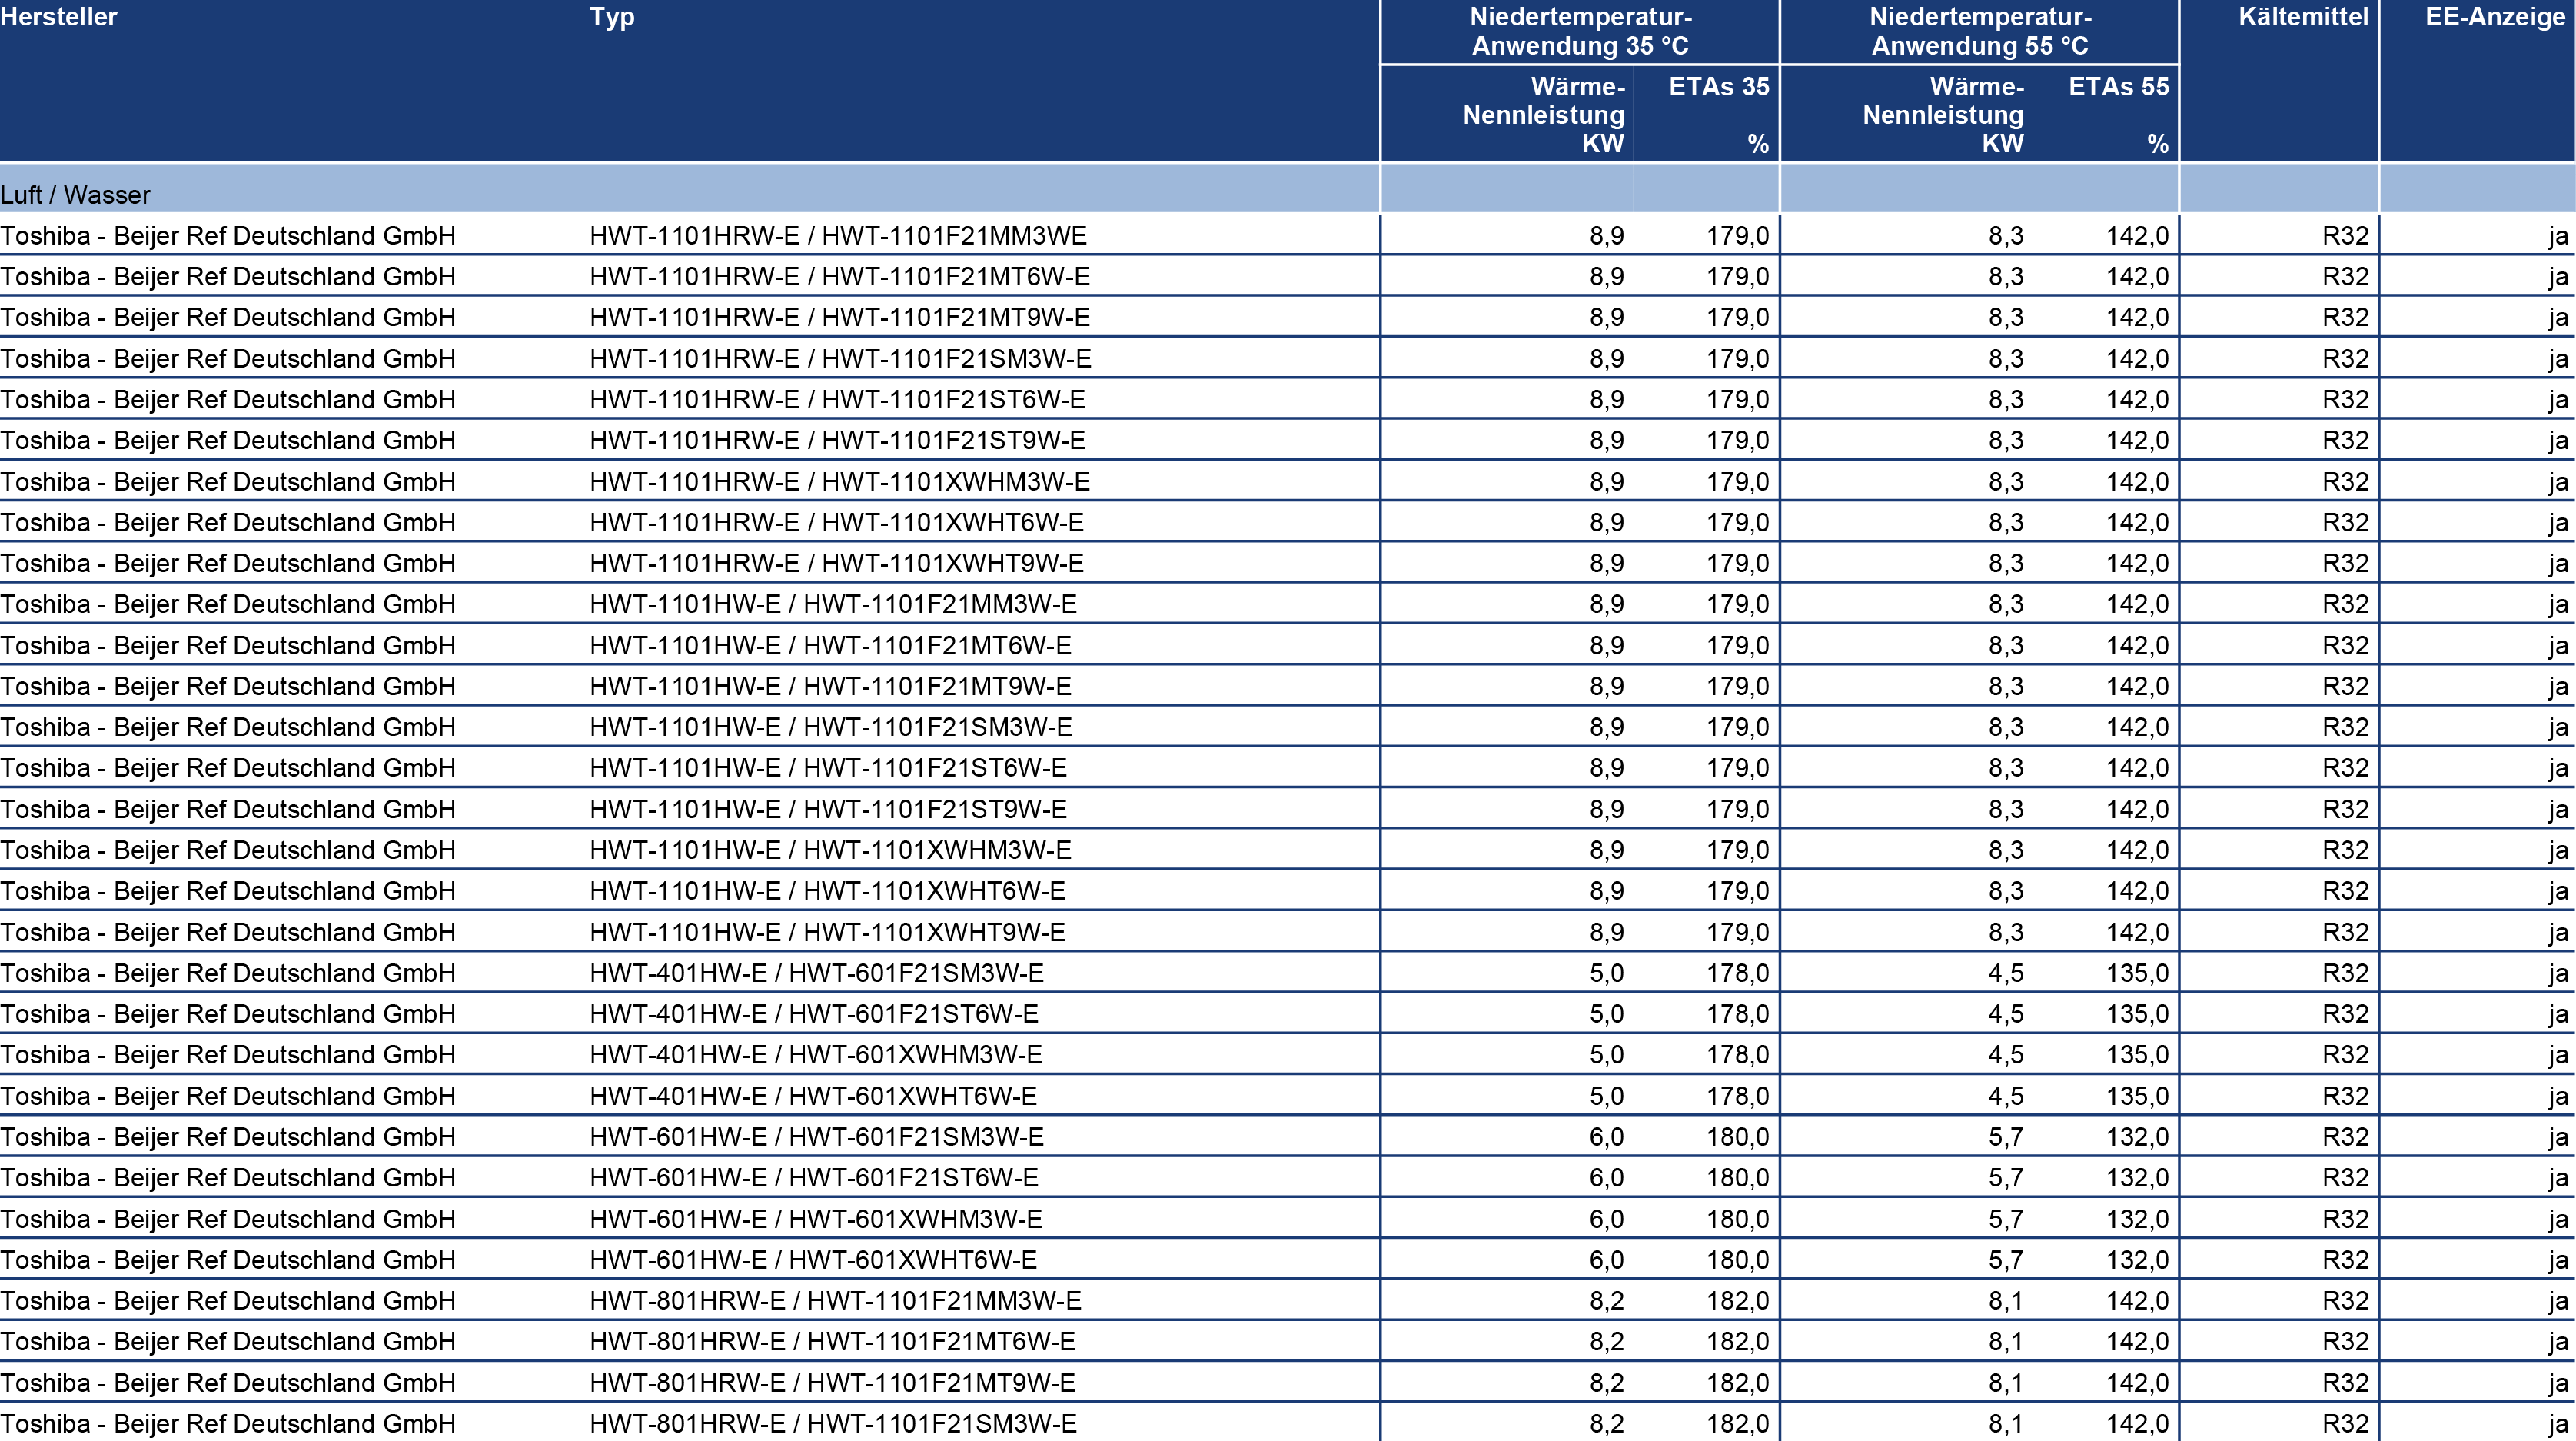 Hersteller Typ Niedertemperatur- Niedertemperatur- Kältemittel EE-Anzeige
Anwendung 35 °C Anwendung 55 °C
Wärme- ETAs 35 Wärme- ETAs 55
Nennleistung Nennleistung
KW % KW %
Luft / Wasser
Toshiba - Beijer Ref Deutschland GmbH HWT-1101HRW-E / HWT-1101F21MM3WE 8,9 179,0 8,3 142,0 R32 ja
Toshiba - Beijer Ref Deutschland GmbH HWT-1101HRW-E / HWT-1101F21MT6W-E 8,9 179,0 8,3 142,0 R32 ja
Toshiba - Beijer Ref Deutschland GmbH HWT-1101HRW-E / HWT-1101F21MT9W-E 8,9 179,0 8,3 142,0 R32 ja
Toshiba - Beijer Ref Deutschland GmbH HWT-1101HRW-E / HWT-1101F21SM3W-E 8,9 179,0 8,3 142,0 R32 ja
Toshiba - Beijer Ref Deutschland GmbH HWT-1101HRW-E / HWT-1101F21ST6W-E 8,9 179,0 8,3 142,0 R32 ja
Toshiba - Beijer Ref Deutschland GmbH HWT-1101HRW-E / HWT-1101F21ST9W-E 8,9 179,0 8,3 142,0 R32 ja
Toshiba - Beijer Ref Deutschland GmbH HWT-1101HRW-E / HWT-1101XWHM3W-E 8,9 179,0 8,3 142,0 R32 ja
Toshiba - Beijer Ref Deutschland GmbH HWT-1101HRW-E / HWT-1101XWHT6W-E 8,9 179,0 8,3 142,0 R32 ja
Toshiba - Beijer Ref Deutschland GmbH HWT-1101HRW-E / HWT-1101XWHT9W-E 8,9 179,0 8,3 142,0 R32 ja
Toshiba - Beijer Ref Deutschland GmbH HWT-1101HW-E / HWT-1101F21MM3W-E 8,9 179,0 8,3 142,0 R32 ja
Toshiba - Beijer Ref Deutschland GmbH HWT-1101HW-E / HWT-1101F21MT6W-E 8,9 179,0 8,3 142,0 R32 ja
Toshiba - Beijer Ref Deutschland GmbH HWT-1101HW-E / HWT-1101F21MT9W-E 8,9 179,0 8,3 142,0 R32 ja
Toshiba - Beijer Ref Deutschland GmbH HWT-1101HW-E / HWT-1101F21SM3W-E 8,9 179,0 8,3 142,0 R32 ja
Toshiba - Beijer Ref Deutschland GmbH HWT-1101HW-E / HWT-1101F21ST6W-E 8,9 179,0 8,3 142,0 R32 ja
Toshiba - Beijer Ref Deutschland GmbH HWT-1101HW-E / HWT-1101F21ST9W-E 8,9 179,0 8,3 142,0 R32 ja
Toshiba - Beijer Ref Deutschland GmbH HWT-1101HW-E / HWT-1101XWHM3W-E 8,9 179,0 8,3 142,0 R32 ja
Toshiba - Beijer Ref Deutschland GmbH HWT-1101HW-E / HWT-1101XWHT6W-E 8,9 179,0 8,3 142,0 R32 ja
Toshiba - Beijer Ref Deutschland GmbH HWT-1101HW-E / HWT-1101XWHT9W-E 8,9 179,0 8,3 142,0 R32 ja
Toshiba - Beijer Ref Deutschland GmbH HWT-401HW-E / HWT-601F21SM3W-E 5,0 178,0 4,5 135,0 R32 ja
Toshiba - Beijer Ref Deutschland GmbH HWT-401HW-E / HWT-601F21ST6W-E 5,0 178,0 4,5 135,0 R32 ja
Toshiba - Beijer Ref Deutschland GmbH HWT-401HW-E / HWT-601XWHM3W-E 5,0 178,0 4,5 135,0 R32 ja
Toshiba - Beijer Ref Deutschland GmbH HWT-401HW-E / HWT-601XWHT6W-E 5,0 178,0 4,5 135,0 R32 ja
Toshiba - Beijer Ref Deutschland GmbH HWT-601HW-E / HWT-601F21SM3W-E 6,0 180,0 5,7 132,0 R32 ja
Toshiba - Beijer Ref Deutschland GmbH HWT-601HW-E / HWT-601F21ST6W-E 6,0 180,0 5,7 132,0 R32 ja
Toshiba - Beijer Ref Deutschland GmbH HWT-601HW-E / HWT-601XWHM3W-E 6,0 180,0 5,7 132,0 R32 ja
Toshiba - Beijer Ref Deutschland GmbH HWT-601HW-E / HWT-601XWHT6W-E 6,0 180,0 5,7 132,0 R32 ja
Toshiba - Beijer Ref Deutschland GmbH HWT-801HRW-E / HWT-1101F21MM3W-E 8,2 182,0 8,1 142,0 R32 ja
Toshiba - Beijer Ref Deutschland GmbH HWT-801HRW-E / HWT-1101F21MT6W-E 8,2 182,0 8,1 142,0 R32 ja
Toshiba - Beijer Ref Deutschland GmbH HWT-801HRW-E / HWT-1101F21MT9W-E 8,2 182,0 8,1 142,0 R32 ja
Toshiba - Beijer Ref Deutschland GmbH HWT-801HRW-E / HWT-1101F21SM3W-E 8,2 182,0 8,1 142,0 R32 ja